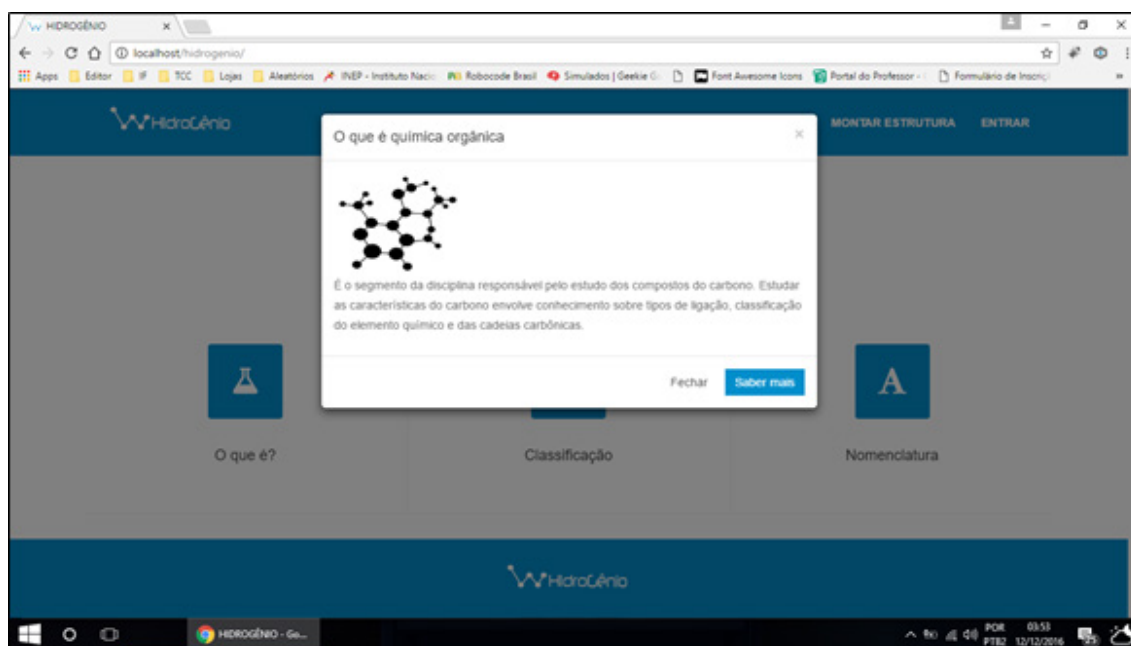 HIDROGÊNIO
localhost/hidrogenio/
Apps Editor IF TCC Lojas Aleatórios INEP - Instituto Nacio Robocode Brasil Simulados | Geekie G Font Awesome Icons Portal do Professor - Formulário de Inscriçã
HidroGênio
MONTAR ESTRUTURA ENTRAR
O que é química orgânica ×
É o segmento da disciplina responsável pelo estudo dos compostos do carbono. Estudar
as características do carbono envolve conhecimento sobre tipos de ligação, classificação
do elemento químico e das cadeias carbônicas.
Fechar Saber mais
A
O que é? Classificação Nomenclatura
HidroGênio
HIDROGÊNIO - Go...
POR 03:53
PTB2 12/12/2016